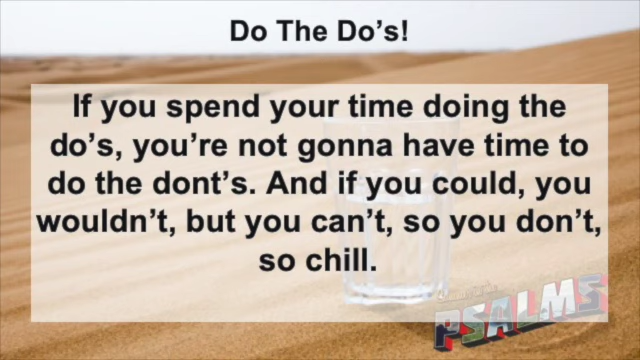 Do The Do's!
If you spend your time doing the
do's, you're not gonna have time to
do the dont's. And if you could, you
wouldn't, but you can't, so you don't,
so chill.
PSALMS